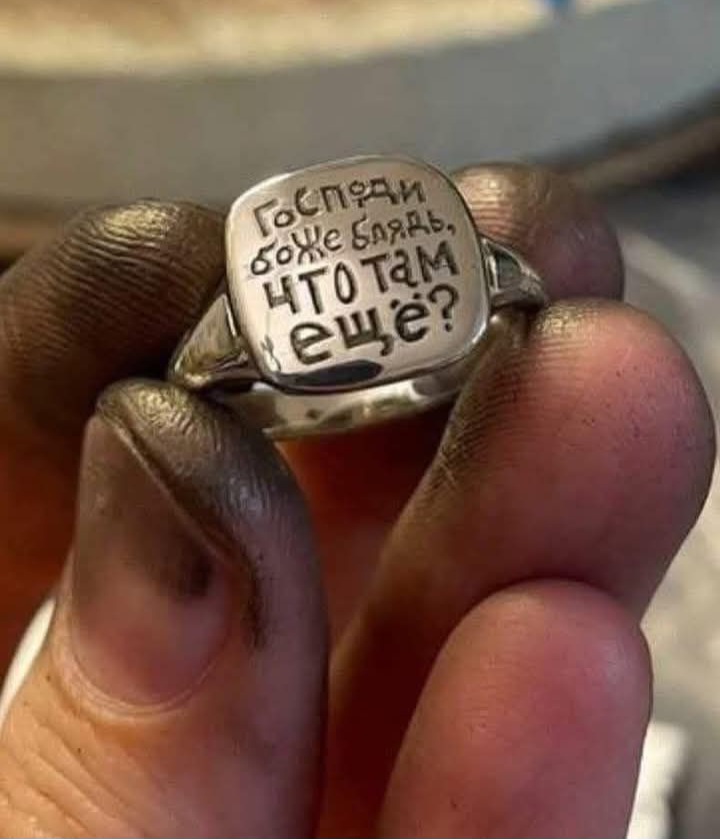 Господи
боже блядь,
что там
ещё?